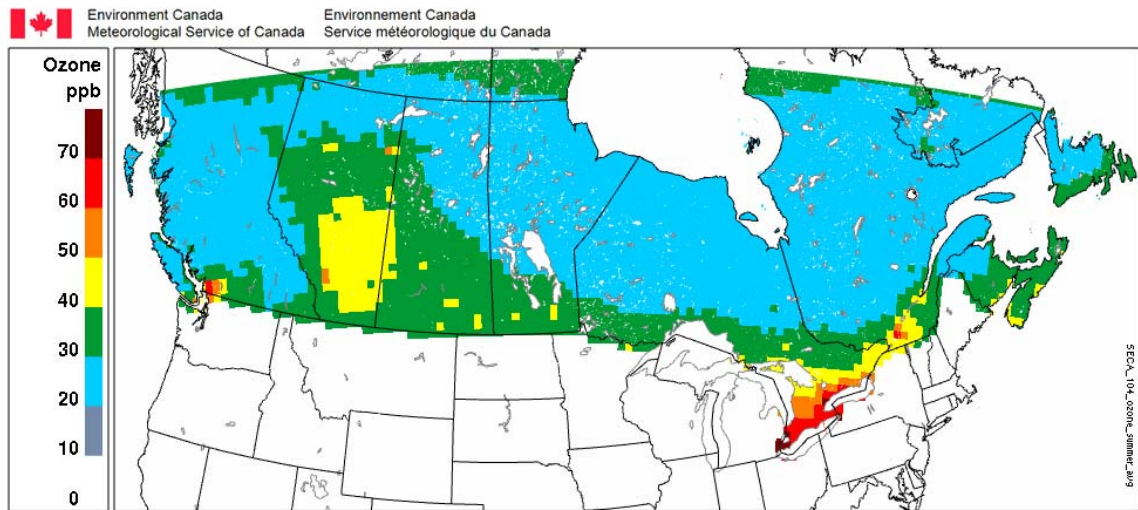 Environment Canada
Meteorological Service of Canada
Environnement Canada
Service météorologique du Canada
Ozone
ppb
70
60
50
40
30
20
10
0
SECA_104_ozone_summer_avg